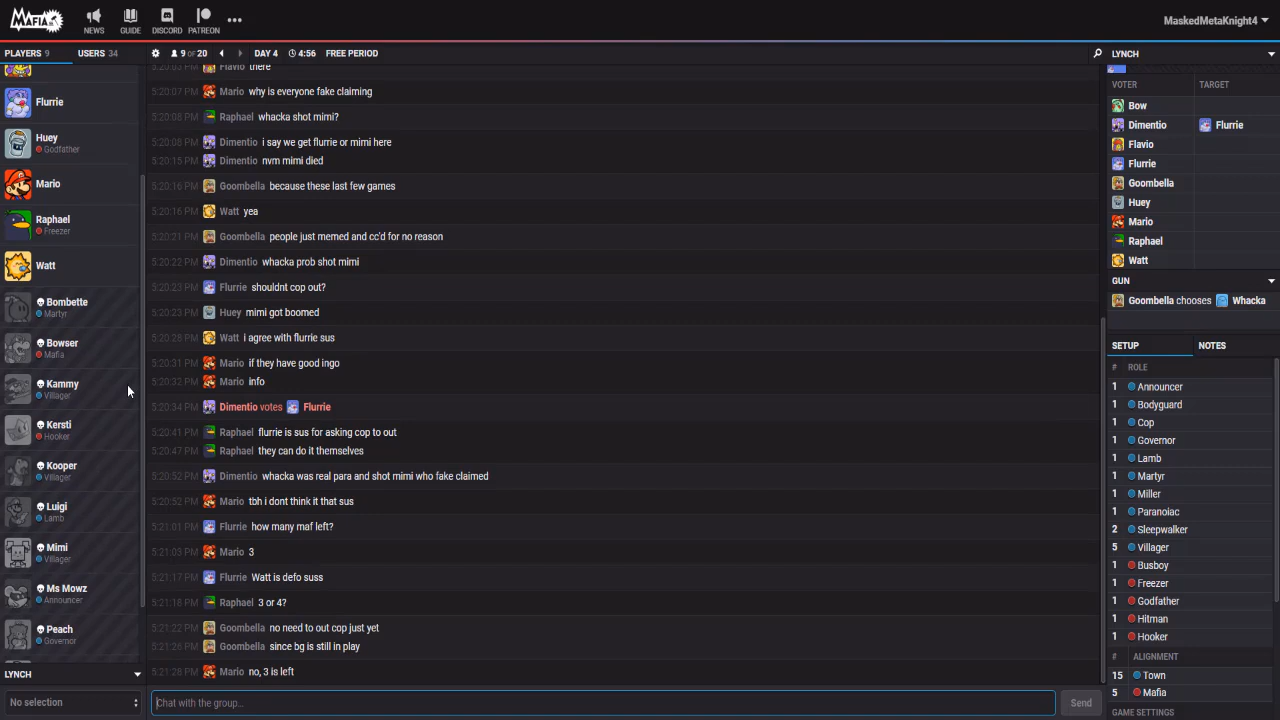 MAFIA
NEWS
GUIDE
DISCORD
PATREON
MaskedMetaKnight4
PLAYERS 9
USERS 34
9 OF 20
DAY 4
4:56
FREE PERIOD
LYNCH
Flurrie
Huey
Godfather
Mario
Raphael
Freezer
Watt
Bombette
Martyr
Bowser
Mafia
Kammy
Villager
Kersti
Hooker
Kooper
Villager
Luigi
Lamb
Mimi
Villager
Ms Mowz
Announcer
Peach
Governor
LYNCH
No selection
5:20:03 PM Flavio there
5:20:07 PM Mario why is everyone fake claiming
5:20:08 PM Raphael whacka shot mimi?
5:20:08 PM Dimentio i say we get flurrie or mimi here
5:20:15 PM Dimentio nvm mimi died
5:20:16 PM Goombella because these last few games
5:20:16 PM Watt yea
5:20:21 PM Goombella people just memed and cc'd for no reason
5:20:22 PM Dimentio whacka prob shot mimi
5:20:23 PM Flurrie shouldnt cop out?
5:20:23 PM Huey mimi got boomed
5:20:26 PM Watt i agree with flurrie sus
5:20:31 PM Mario if they have good ingo
5:20:32 PM Mario info
5:20:34 PM Dimentio votes Flurrie
5:20:41 PM Raphael flurrie is sus for asking cop to out
5:20:47 PM Raphael they can do it themselves
5:20:52 PM Dimentio whacka was real para and shot mimi who fake claimed
5:20:52 PM Mario tbh i dont think it that sus
5:21:01 PM Flurrie how many maf left?
5:21:03 PM Mario 3
5:21:17 PM Flurrie Watt is defo suss
5:21:18 PM Raphael 3 or 4?
5:21:22 PM Goombella no need to out cop just yet
5:21:26 PM Goombella since bg is still in play
5:21:28 PM Mario no, 3 is left
Chat with the group...
Send
VOTER TARGET
Bow
Dimentio Flurrie
Flavio
Flurrie
Goombella
Huey
Mario
Raphael
Watt
GUN
Goombella chooses Whacka
SETUP NOTES
# ROLE
1 Announcer
1 Bodyguard
1 Cop
1 Governor
1 Lamb
1 Martyr
1 Miller
1 Paranoiac
2 Sleepwalker
5 Villager
1 Busboy
1 Freezer
1 Godfather
1 Hitman
1 Hooker
# ALIGNMENT
15 Town
5 Mafia
GAME SETTINGS